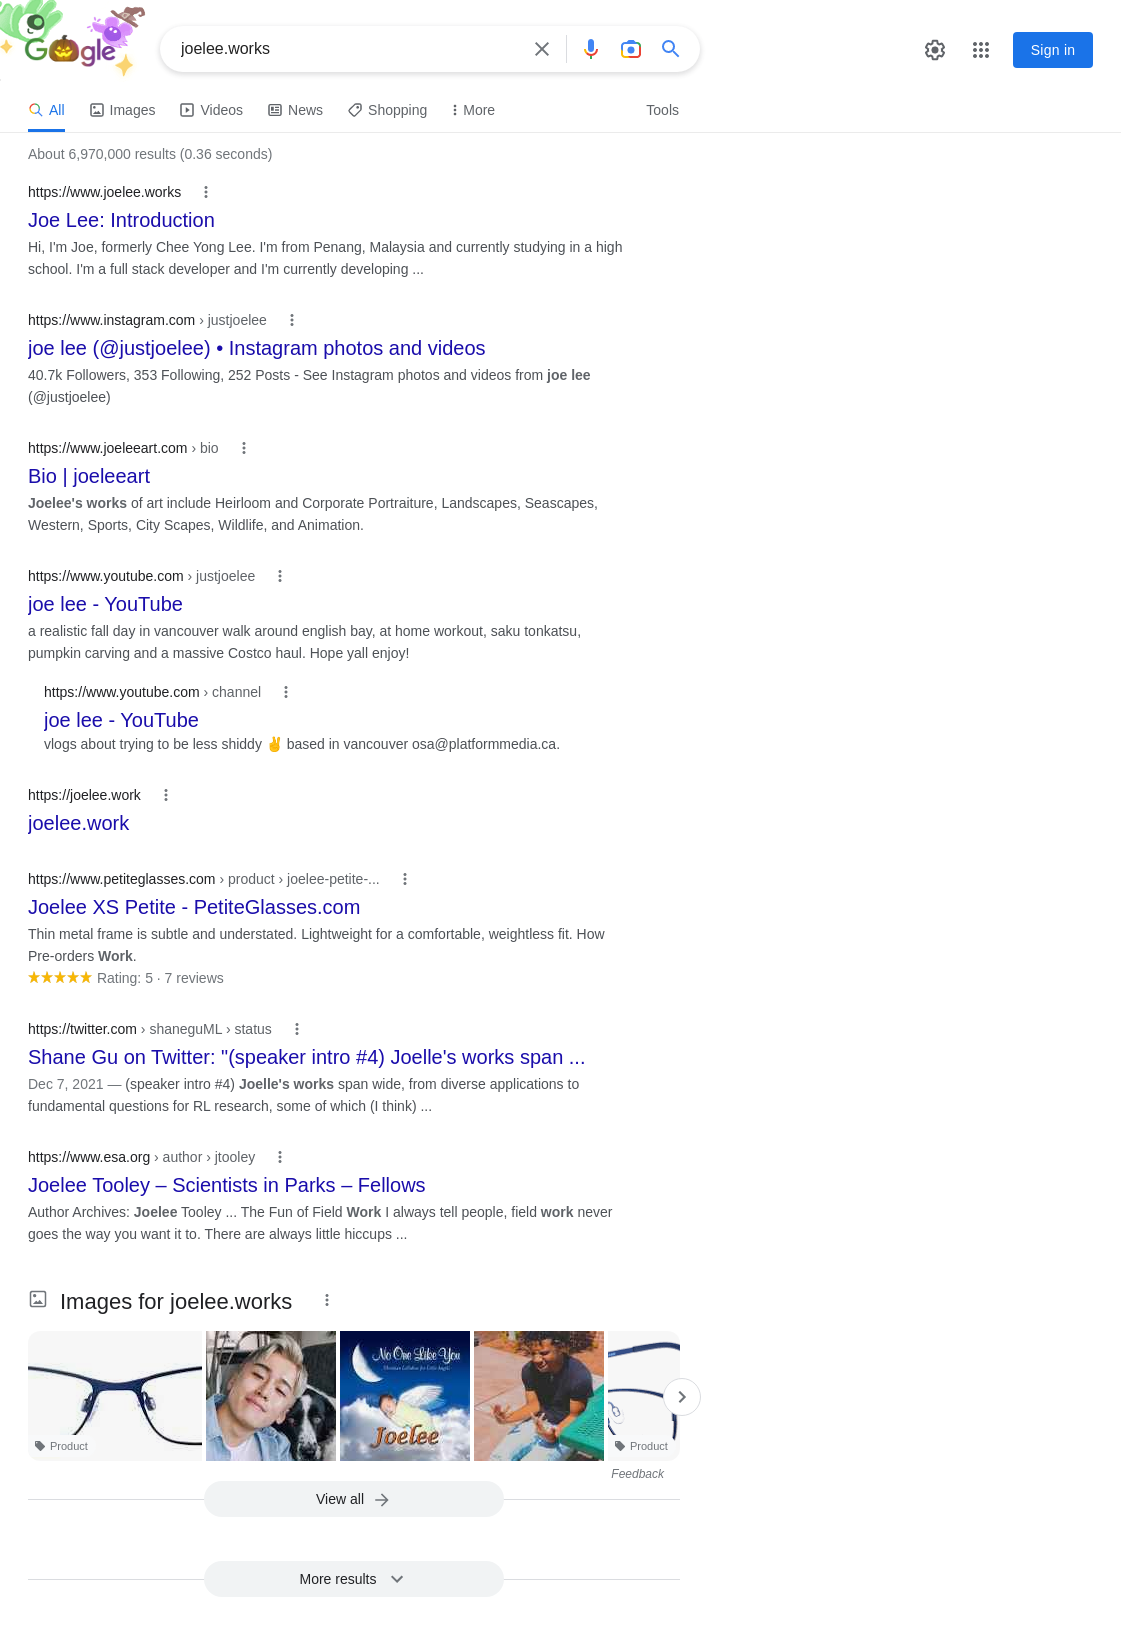 Google
joelee.works
Sign in
All
Images
Videos
News
Shopping
More
Tools
About 6,970,000 results (0.36 seconds)
https://www.joelee.works
Joe Lee: Introduction
Hi, I'm Joe, formerly Chee Yong Lee. I'm from Penang, Malaysia and currently studying in a high
school. I'm a full stack developer and I'm currently developing ...
https://www.instagram.com › justjoelee
joe lee (@justjoelee) • Instagram photos and videos
40.7k Followers, 353 Following, 252 Posts - See Instagram photos and videos from joe lee
(@justjoelee)
https://www.joeleeart.com › bio
Bio | joeleeart
Joelee's works of art include Heirloom and Corporate Portraiture, Landscapes, Seascapes,
Western, Sports, City Scapes, Wildlife, and Animation.
https://www.youtube.com › justjoelee
joe lee - YouTube
a realistic fall day in vancouver walk around english bay, at home workout, saku tonkatsu,
pumpkin carving and a massive Costco haul. Hope yall enjoy!
https://www.youtube.com › channel
joe lee - YouTube
vlogs about trying to be less shiddy ✌️ based in vancouver osa@platformmedia.ca.
https://joelee.work
joelee.work
https://www.petiteglasses.com › product › joelee-petite-...
Joelee XS Petite - PetiteGlasses.com
Thin metal frame is subtle and understated. Lightweight for a comfortable, weightless fit. How
Pre-orders Work.
★★★★★ Rating: 5 · 7 reviews
https://twitter.com › shaneguML › status
Shane Gu on Twitter: "(speaker intro #4) Joelle's works span ...
Dec 7, 2021 — (speaker intro #4) Joelle's works span wide, from diverse applications to
fundamental questions for RL research, some of which (I think) ...
https://www.esa.org › author › jtooley
Joelee Tooley – Scientists in Parks – Fellows
Author Archives: Joelee Tooley ... The Fun of Field Work I always tell people, field work never
goes the way you want it to. There are always little hiccups ...
Images for joelee.works
No One Like You
Joelee
Product
Product
Feedback
View all
More results